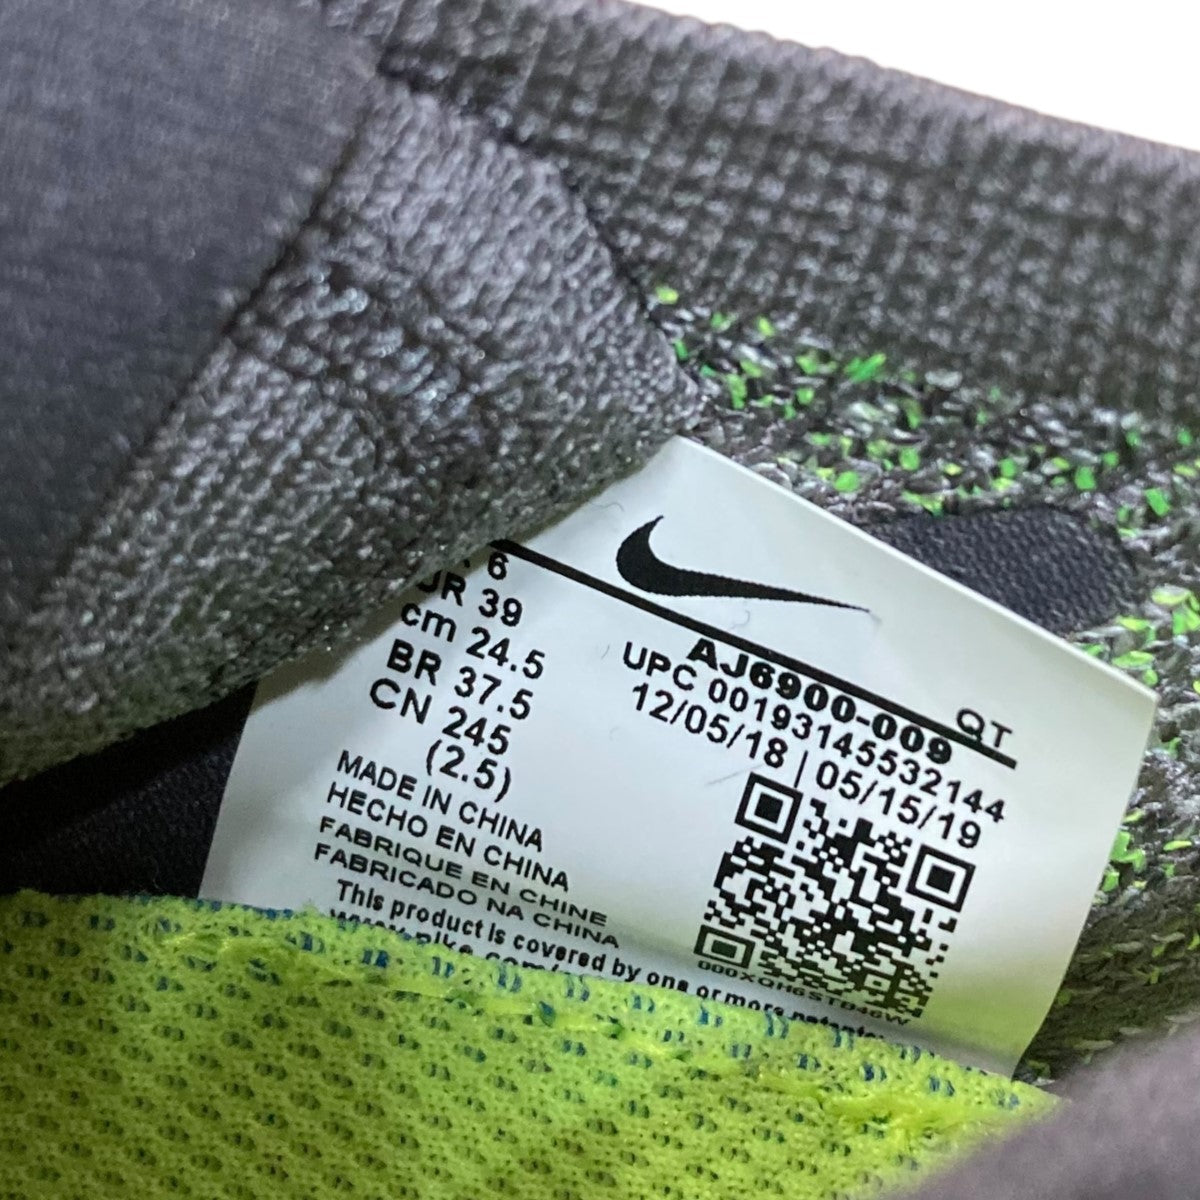 6
UR 39
cm 24.5
BR 37.5
CN 245
(2.5)
MADE IN CHINA
HECHO EN CHINA
FABRIQUE EN CHINE
FABRICADO NA CHINA
This product is covered by one or more patents
AJ6900-009 QT
UPC 00193145532144
12/05/18 | 05/15/19